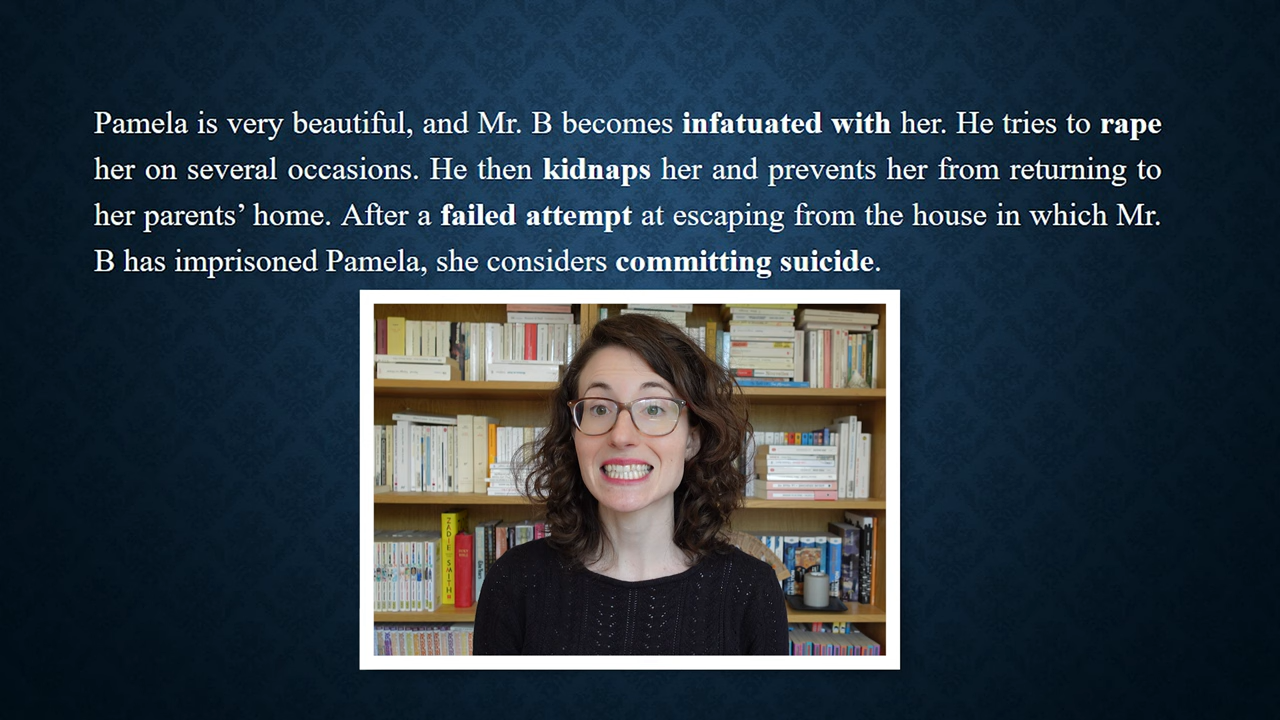 Pamela is very beautiful, and Mr. B becomes infatuated with her. He tries to rape
her on several occasions. He then kidnaps her and prevents her from returning to
her parents’ home. After a failed attempt at escaping from the house in which Mr.
B has imprisoned Pamela, she considers committing suicide.
ZADIE SMITH